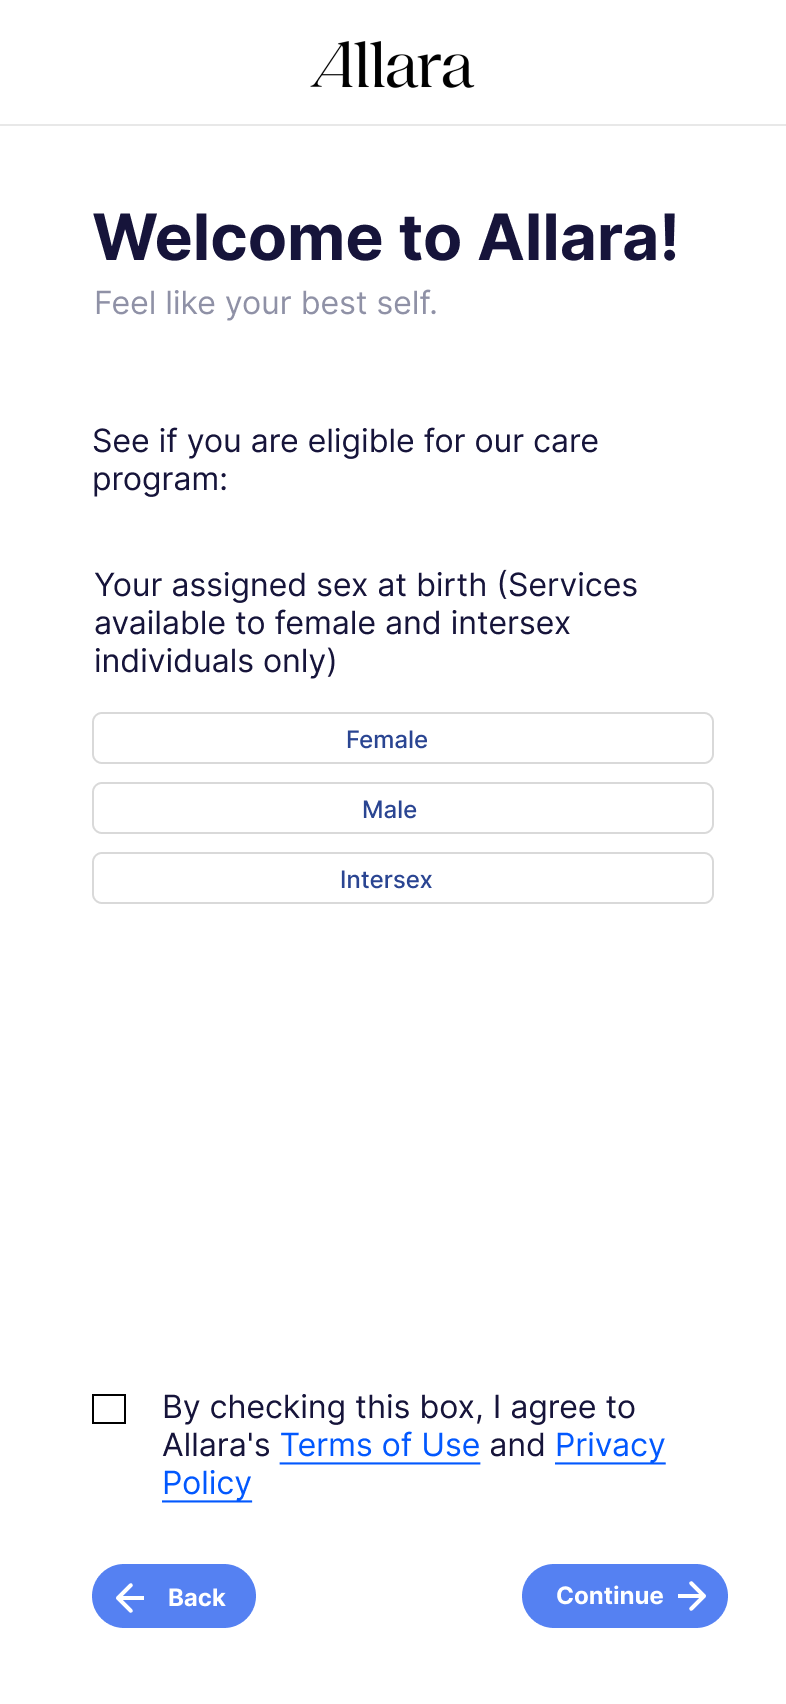 Allara
Welcome to Allara!
Feel like your best self.
See if you are eligible for our care
program:
Your assigned sex at birth (Services
available to female and intersex
individuals only)
Female
Male
Intersex
By checking this box, I agree to
Allara's Terms of Use and Privacy
Policy
Back
Continue